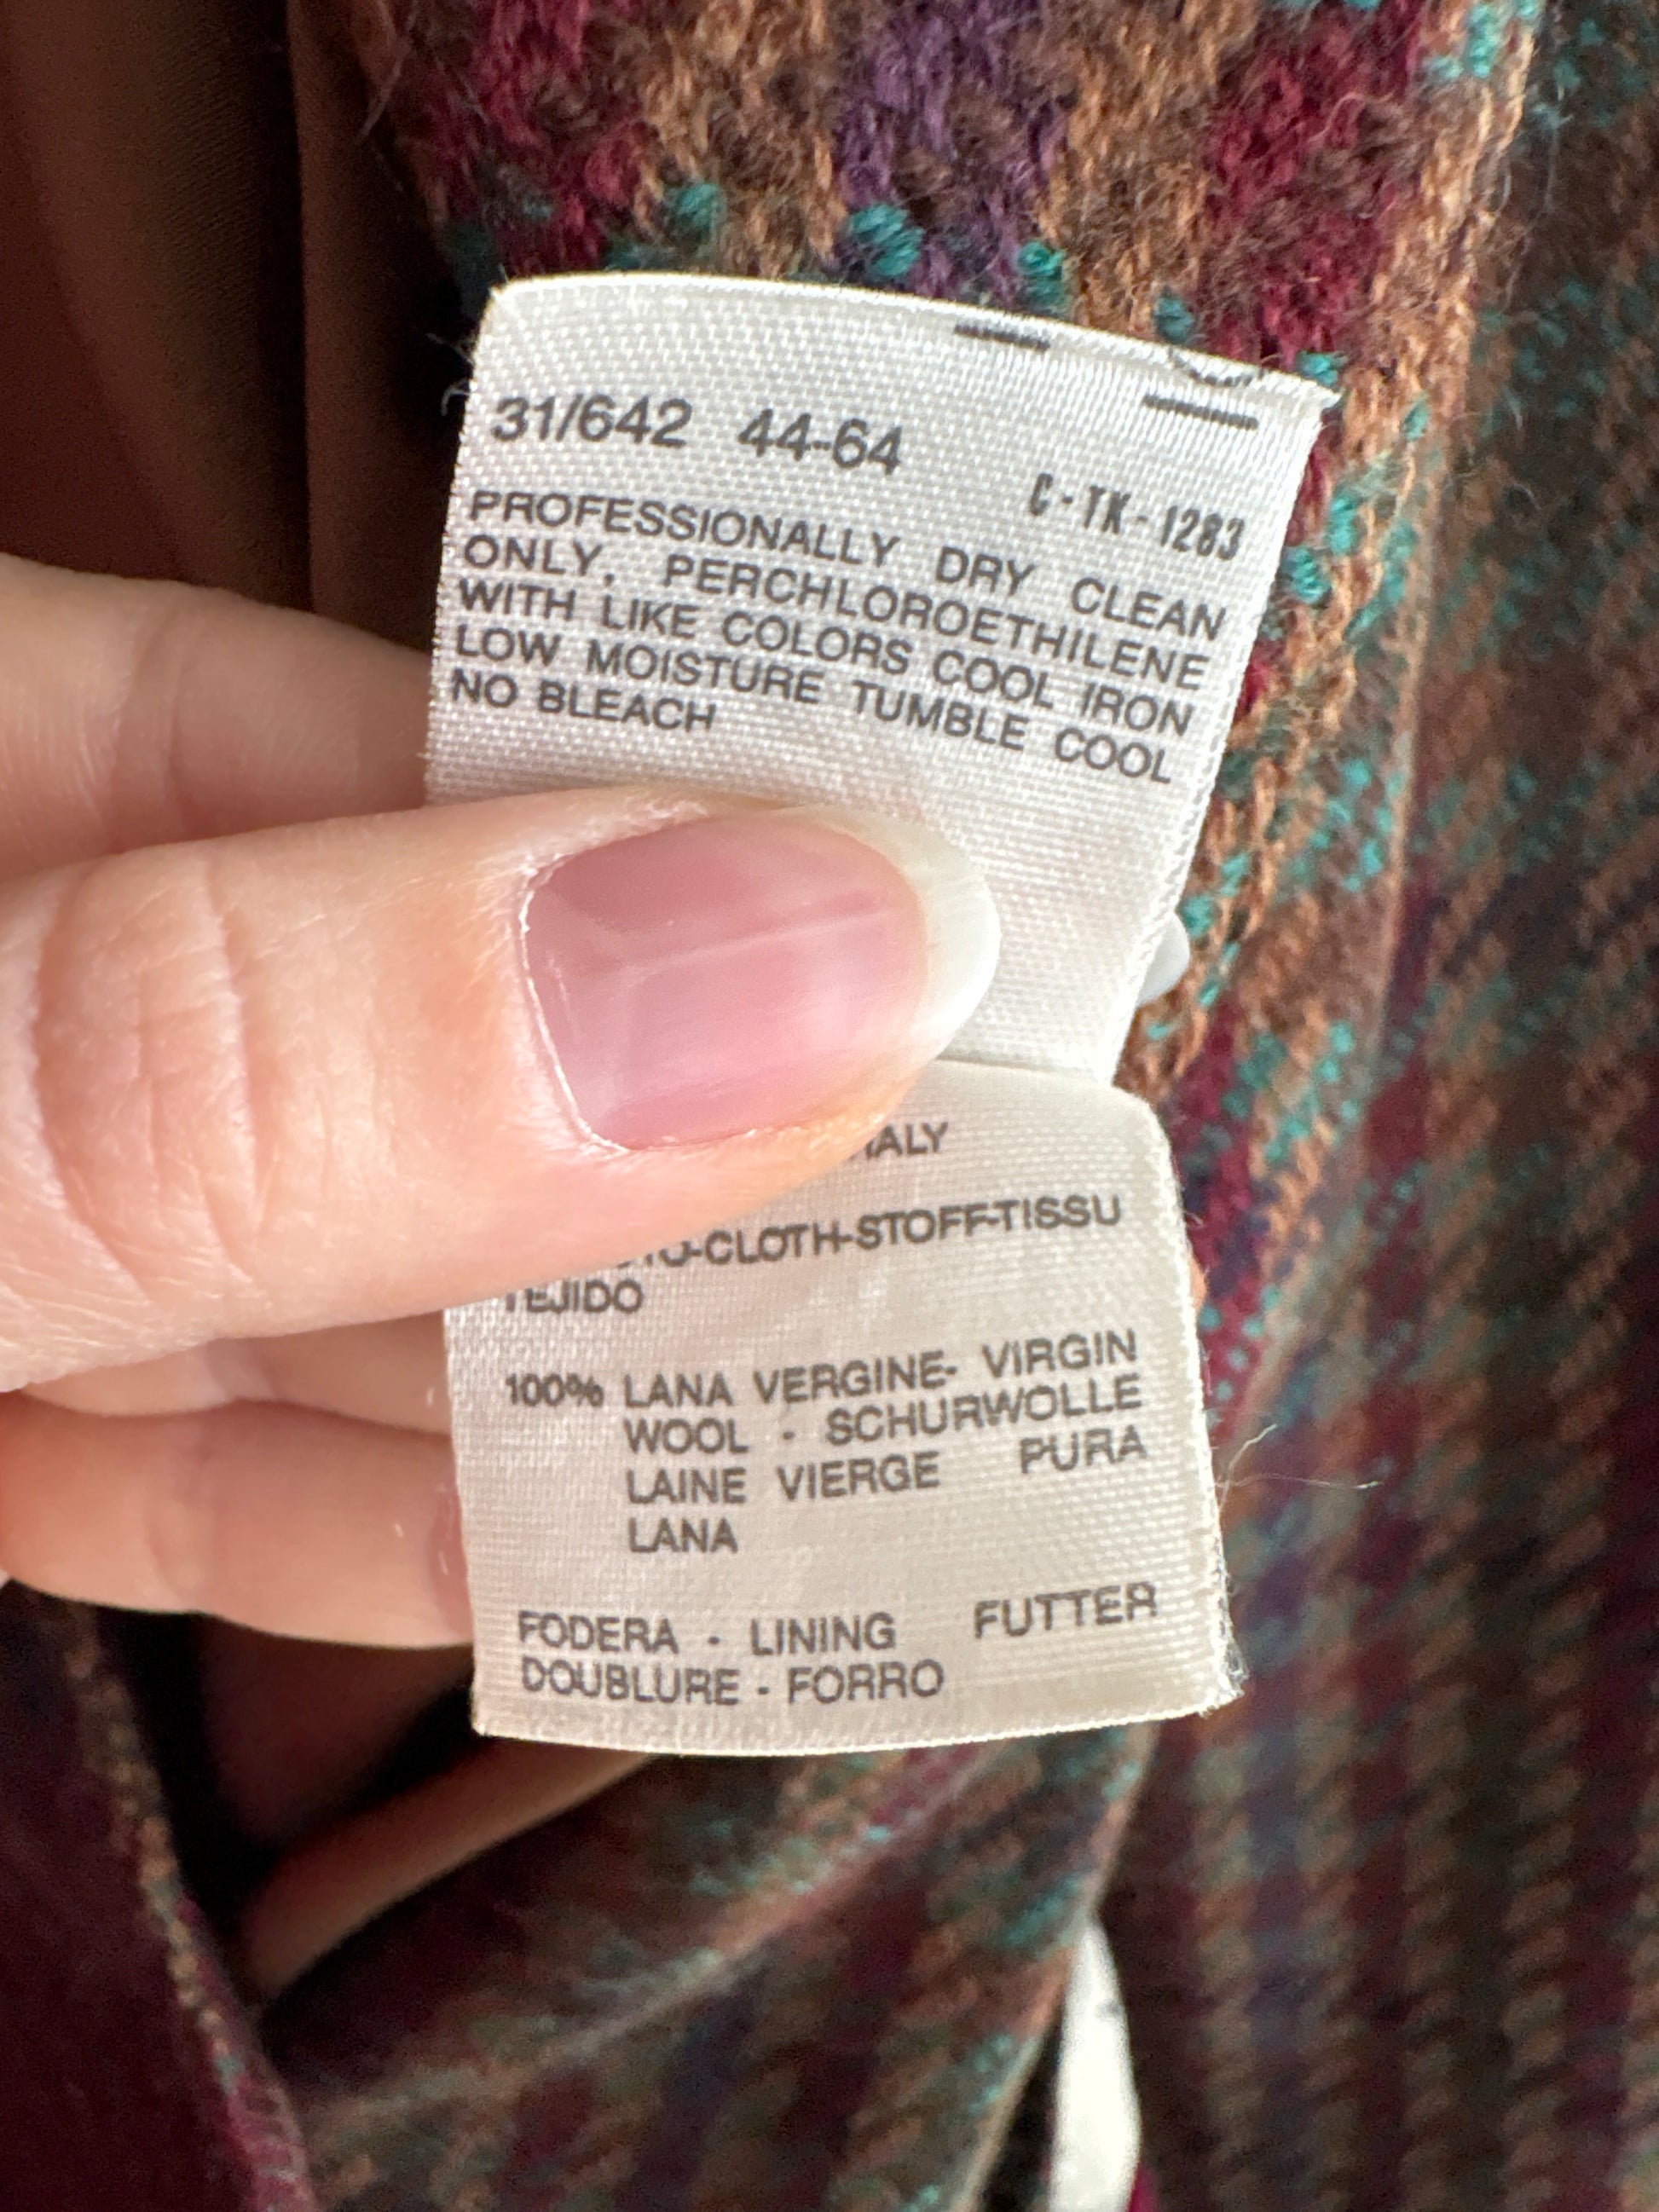 31/642 44-64
C-TK-1283
PROFESSIONALLY DRY CLEAN
ONLY, PERCHLOROETHILENE
WITH LIKE COLORS COOL IRON
LOW MOISTURE TUMBLE COOL
NO BLEACH
-CLOTH-STOFF-TISSU
TEJIDO
100% LANA VERGINE- VIRGIN
WOOL - SCHURWOLLE
LAINE VIERGE PURA
LANA
FODERA - LINING FUTTER
DOUBLURE - FORRO